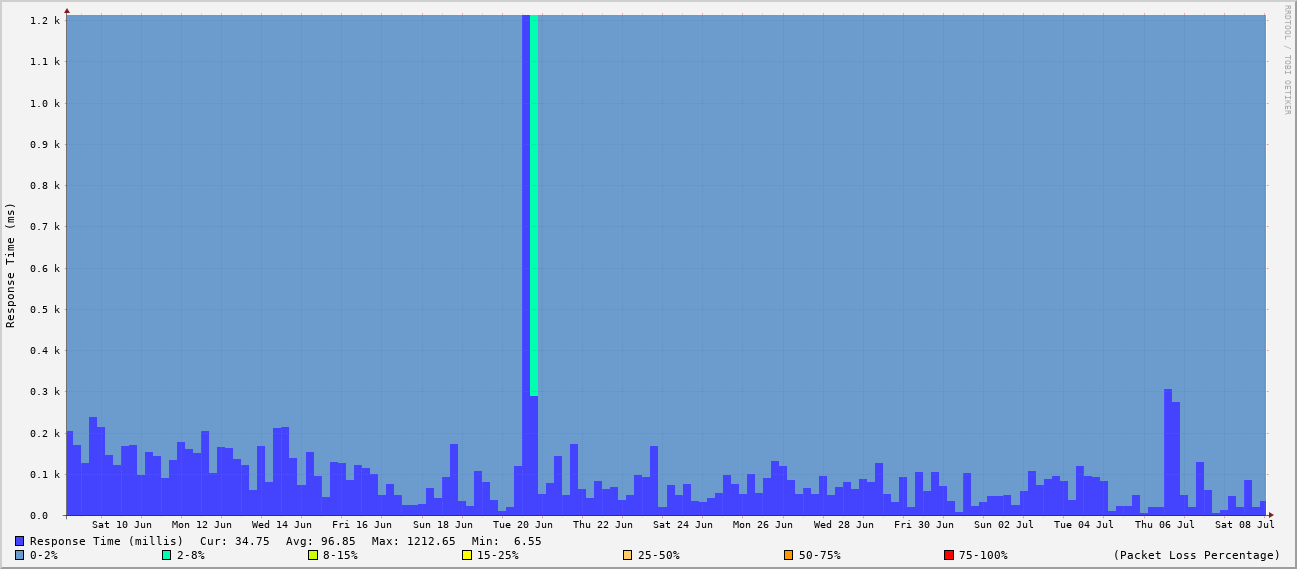 RRDTOOL / TOBI OETIKER
Response Time (ms)
1.2 k
1.1 k
1.0 k
0.9 k
0.8 k
0.7 k
0.6 k
0.5 k
0.4 k
0.3 k
0.2 k
0.1 k
0.0
Sat 10 Jun Mon 12 Jun Wed 14 Jun Fri 16 Jun Sun 18 Jun Tue 20 Jun Thu 22 Jun Sat 24 Jun Mon 26 Jun Wed 28 Jun Fri 30 Jun Sun 02 Jul Tue 04 Jul Thu 06 Jul Sat 08 Jul
Response Time (millis) Cur: 34.75 Avg: 96.85 Max: 1212.65 Min: 6.55
0-2% 2-8% 8-15% 15-25% 25-50% 50-75% 75-100% (Packet Loss Percentage)